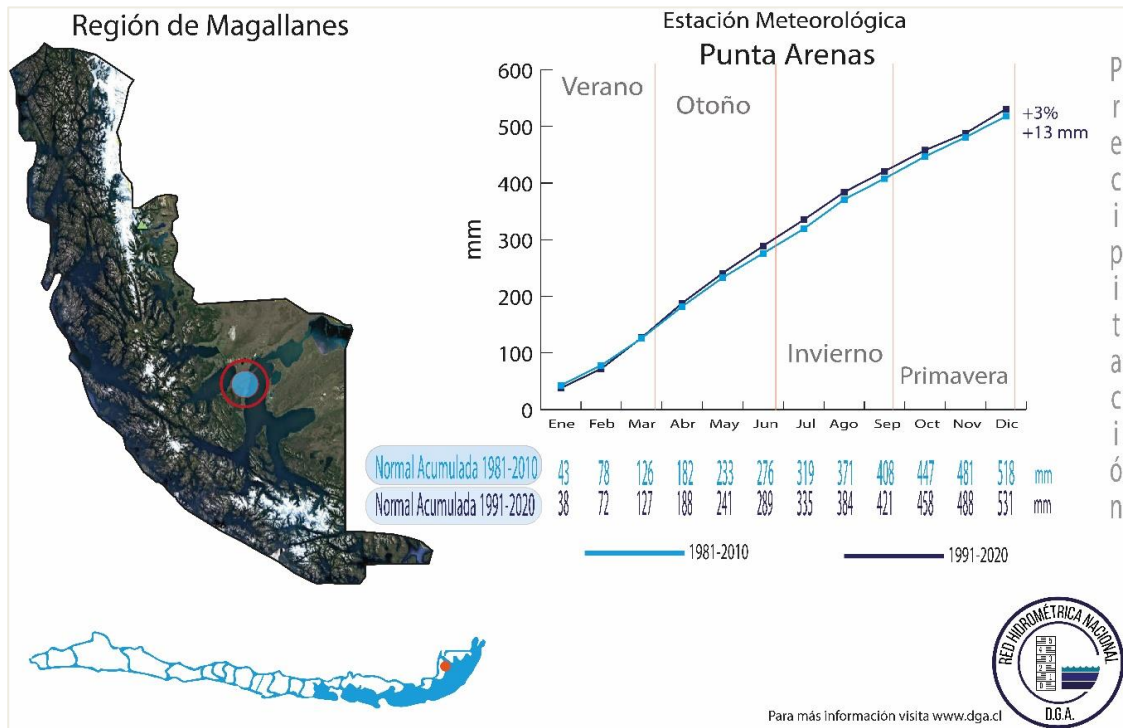 Región de Magallanes
Estación Meteorológica
Punta Arenas
Precipitación
mm
600
500
400
300
200
100
0
Verano
Otoño
Invierno
Primavera
+3%
+13 mm
Ene Feb Mar Abr May Jun Jul Ago Sep Oct Nov Dic
Normal Acumulada 1981-2010 43 78 126 182 233 276 319 371 408 447 481 518 mm
Normal Acumulada 1991-2020 38 72 127 188 241 289 335 384 421 458 488 531 mm
1981-2010 1991-2020
RED HIDROMÉTRICA NACIONAL
D.G.A.
Para más información visita www.dga.cl